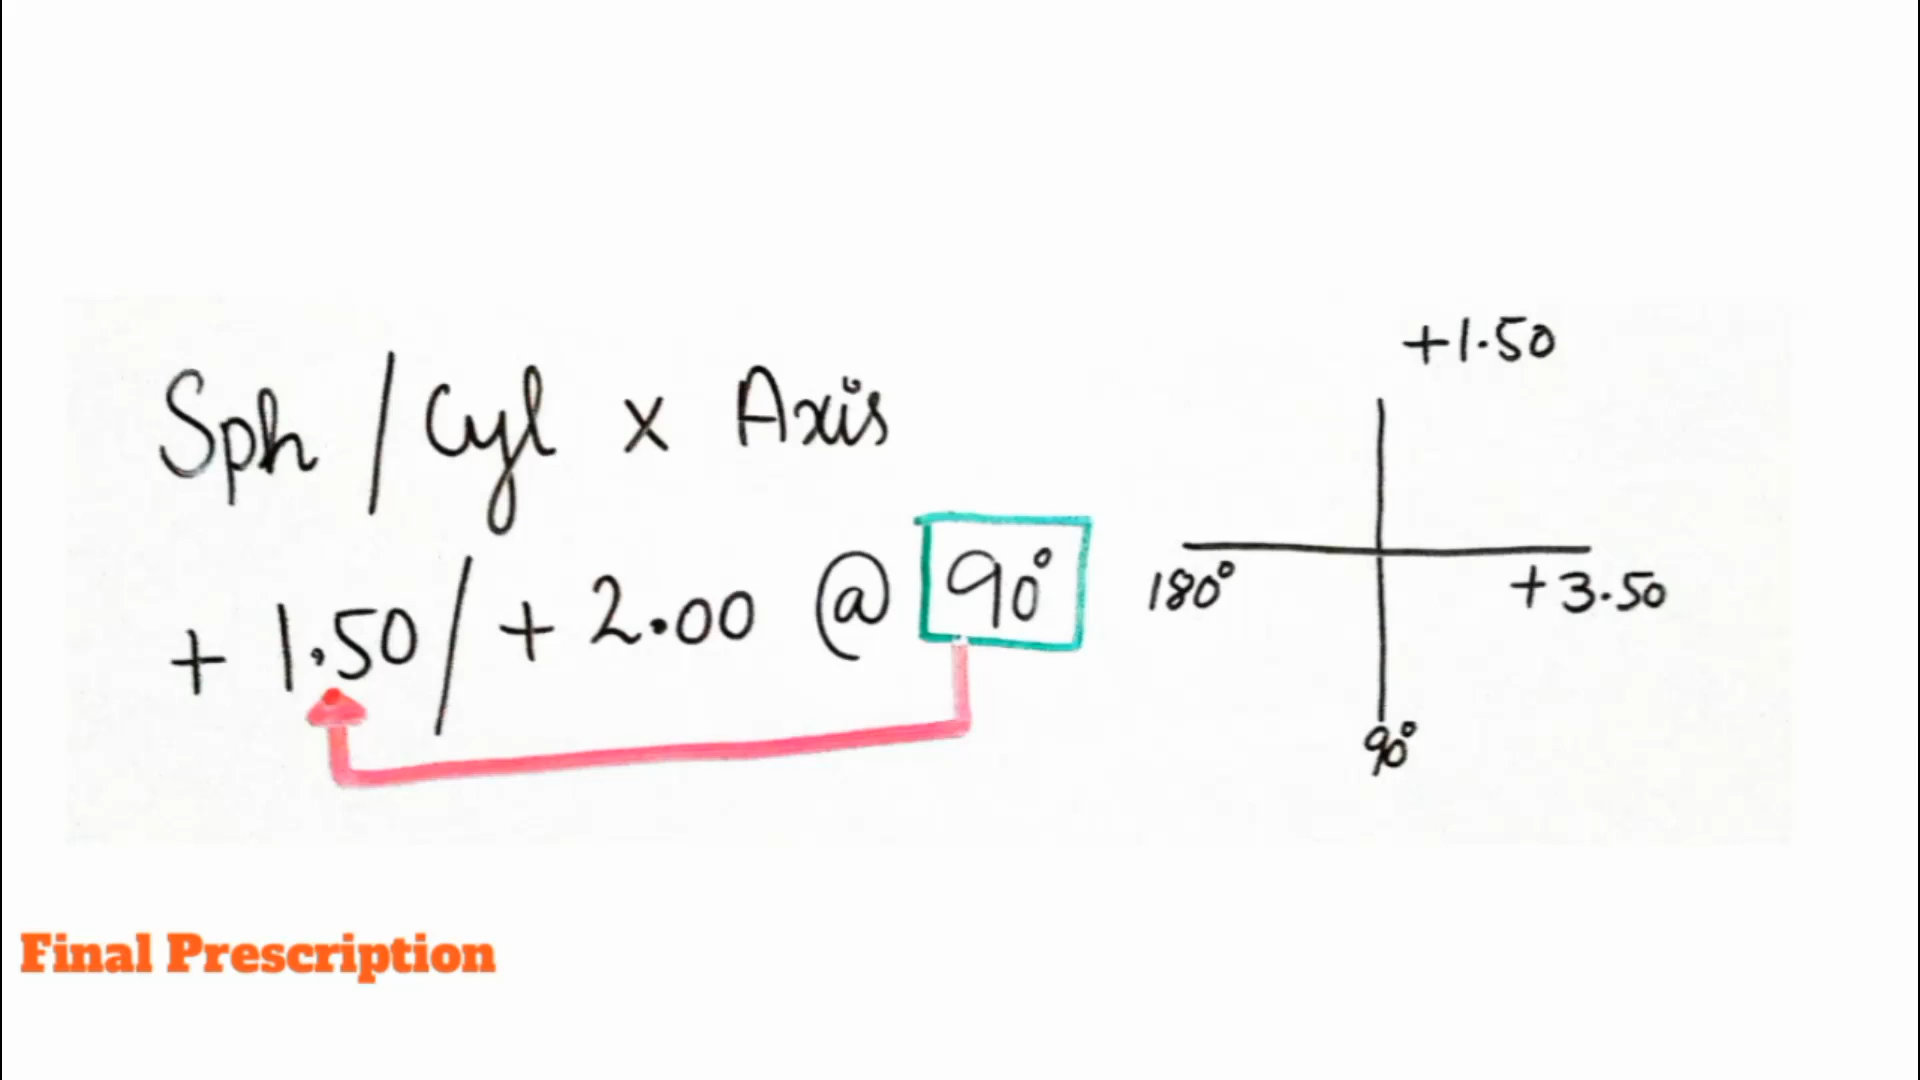 Sph / Cyl x Axis
+ 1.50 / + 2.00 @ 90°
+1.50
180°
+3.50
90°
Final Prescription